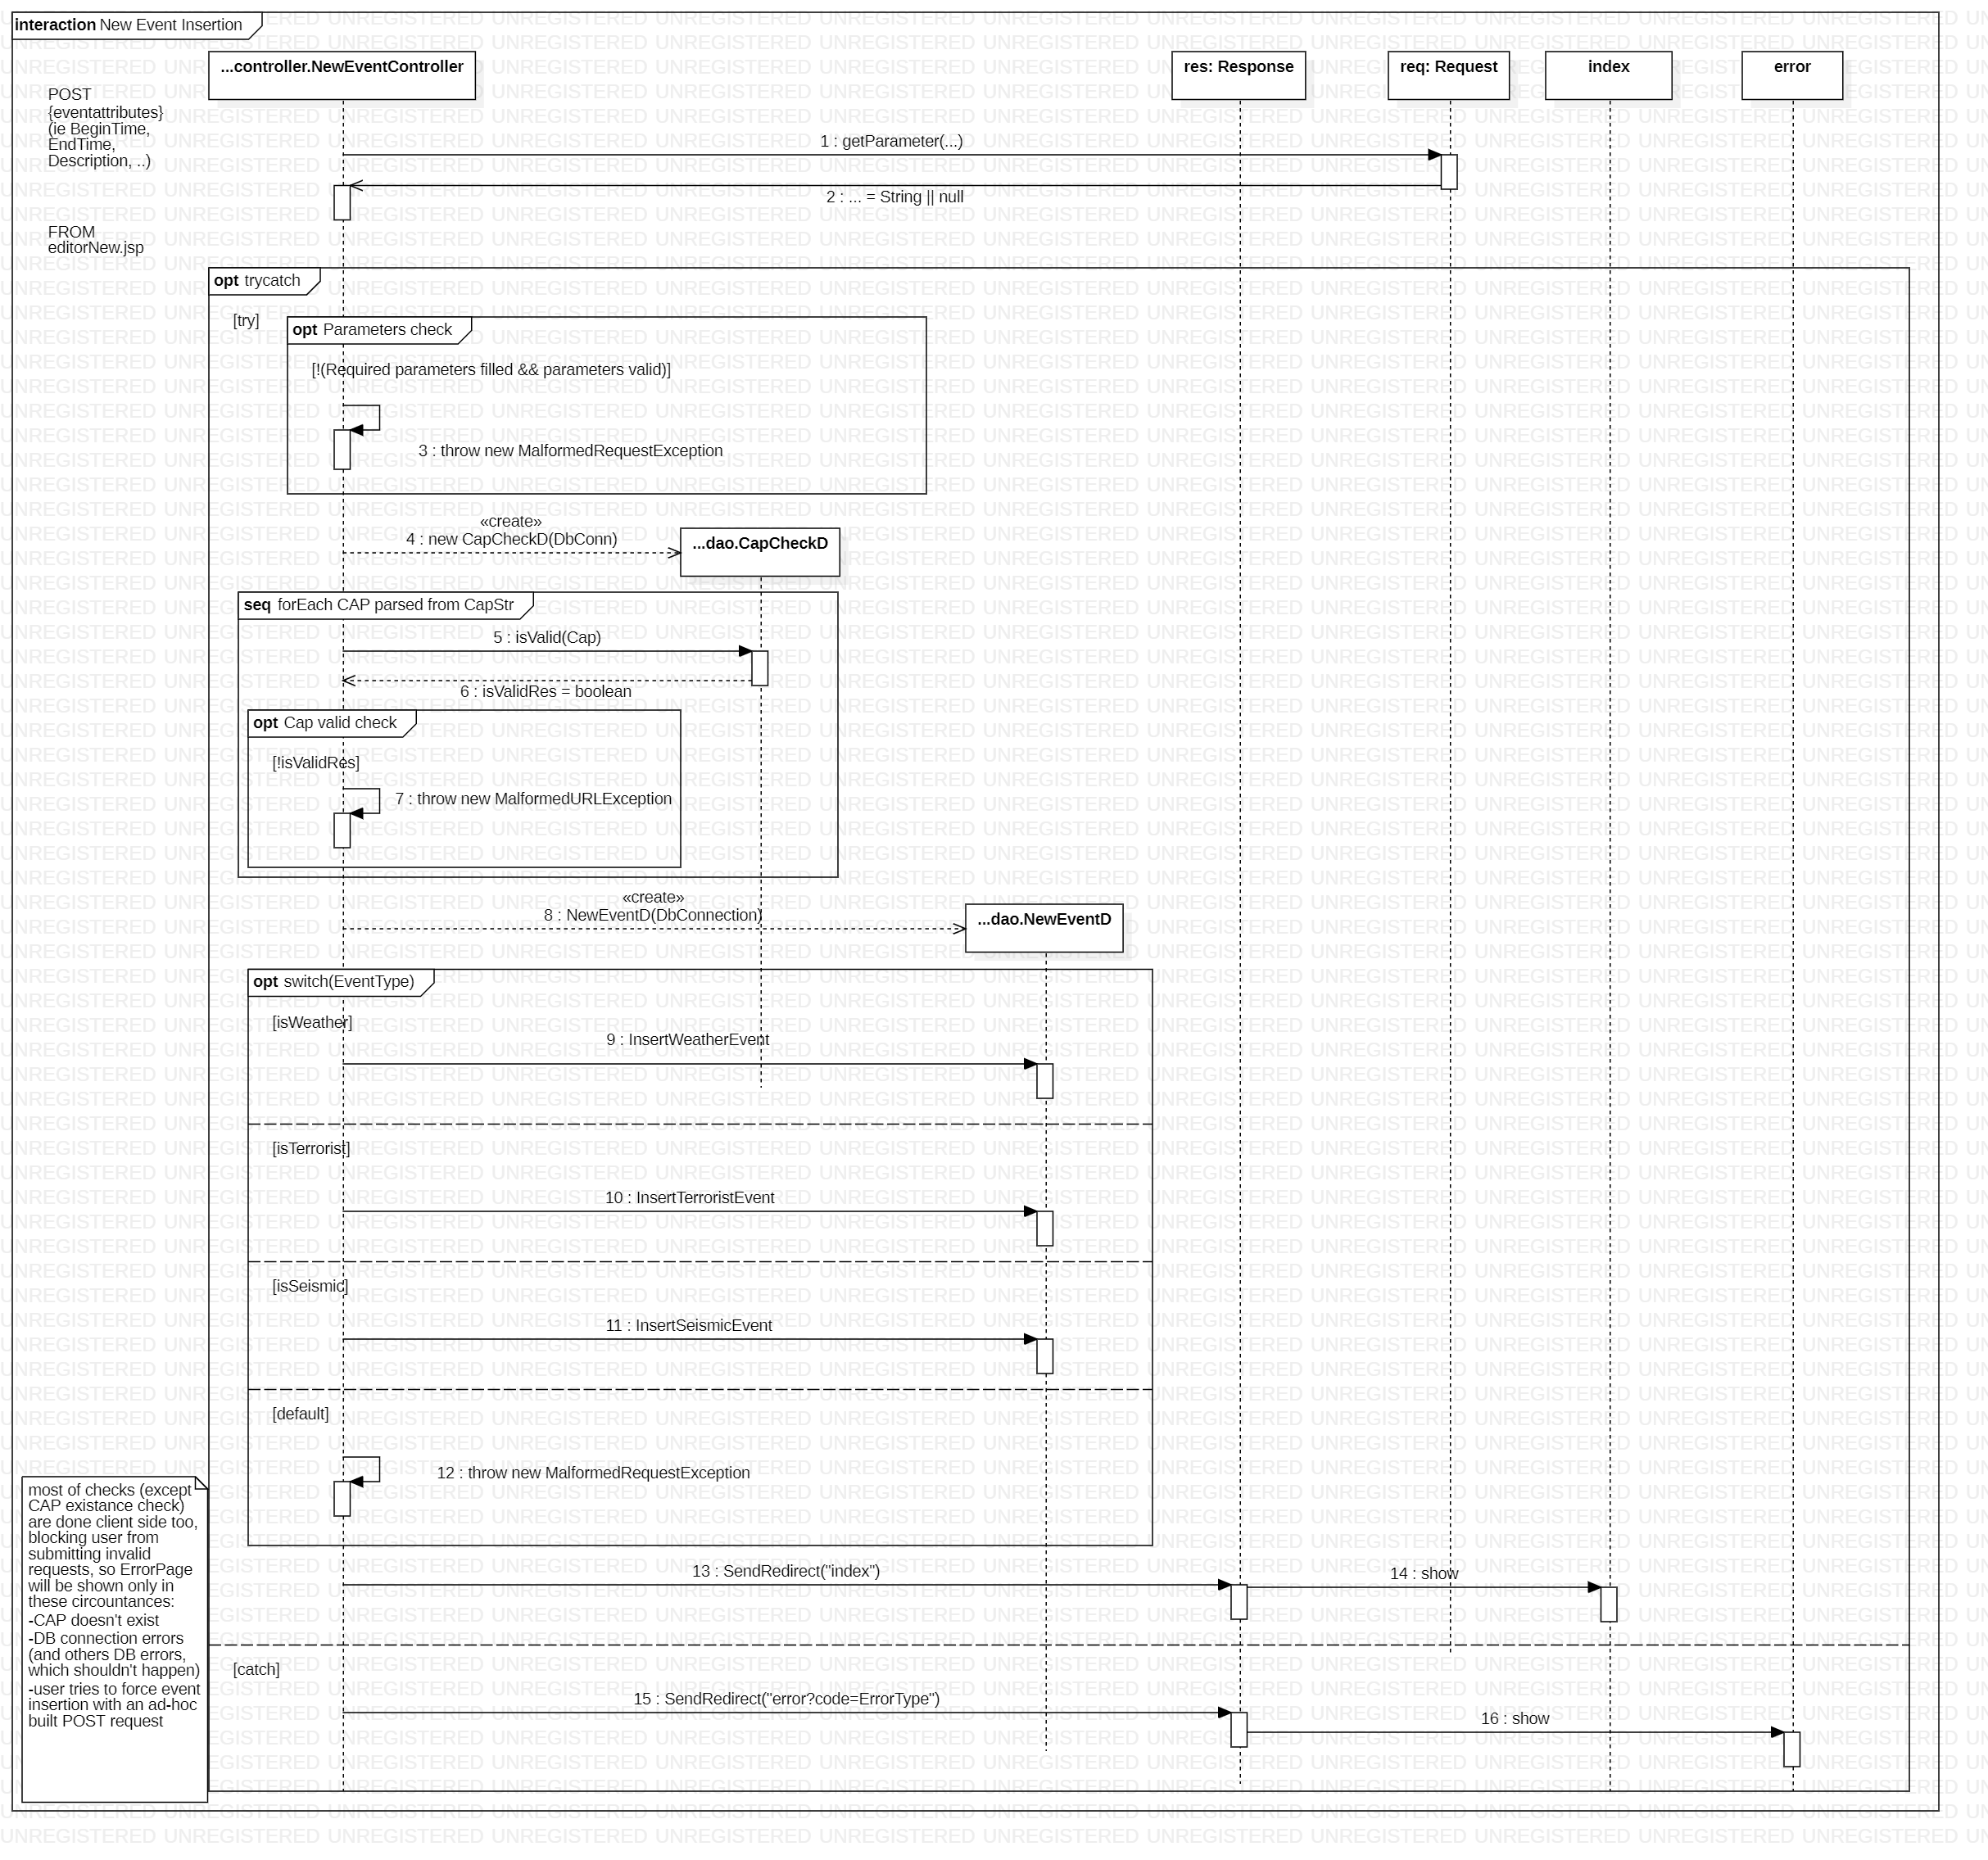 interaction New Event Insertion
...controller.NewEventController
res: Response
req: Request
index
error
POST
{eventattributes}
(ie BeginTime,
EndTime,
Description, ..)
1 : getParameter(...)
2 : ... = String || null
FROM
editorNew.jsp
opt trycatch
[try]
opt Parameters check
[!(Required parameters filled && parameters valid)]
3 : throw new MalformedRequestException
«create»
4 : new CapCheckD(DbConn)
...dao.CapCheckD
seq forEach CAP parsed from CapStr
5 : isValid(Cap)
6 : isValidRes = boolean
opt Cap valid check
[!isValidRes]
7 : throw new MalformedURLException
«create»
8 : NewEventD(DbConnection)
...dao.NewEventD
opt switch(EventType)
[isWeather]
9 : InsertWeatherEvent
[isTerrorist]
10 : InsertTerroristEvent
[isSeismic]
11 : InsertSeismicEvent
[default]
12 : throw new MalformedRequestException
most of checks (except
CAP existance check)
are done client side too,
blocking user from
submitting invalid
requests, so ErrorPage
will be shown only in
these circountances:
-CAP doesn't exist
-DB connection errors
(and others DB errors,
which shouldn't happen)
-user tries to force event
insertion with an ad-hoc
built POST request
13 : SendRedirect("index")
14 : show
[catch]
15 : SendRedirect("error?code=ErrorType")
16 : show
UNREGISTERED